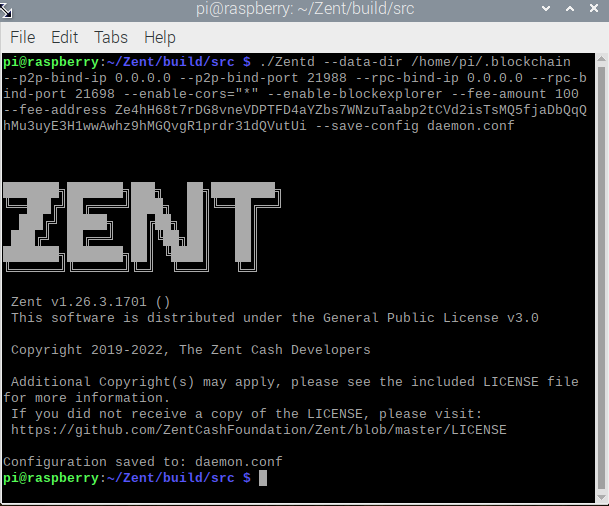 pi@raspberry: ~/Zent/build/src
File Edit Tabs Help
pi@raspberry:~/Zent/build/src $ ./Zentd --data-dir /home/pi/.blockchain
--p2p-bind-ip 0.0.0.0 --p2p-bind-port 21988 --rpc-bind-ip 0.0.0.0 --rpc-b
ind-port 21698 --enable-cors="*" --enable-blockexplorer --fee-amount 100
--fee-address Ze4hH68t7rDG8vneVDPTFD4aYZbs7WNzuTaabp2tCVd2isTsMQ5fjaDbQqQ
hMu3uyE3H1wwAwhz9hMGQvgR1prdr31dQVutUi --save-config daemon.conf
ZENT
Zent v1.26.3.1701 ()
This software is distributed under the General Public License v3.0
Copyright 2019-2022, The Zent Cash Developers
Additional Copyright(s) may apply, please see the included LICENSE file
for more information.
If you did not receive a copy of the LICENSE, please visit:
https://github.com/ZentCashFoundation/Zent/blob/master/LICENSE
Configuration saved to: daemon.conf
pi@raspberry:~/Zent/build/src $